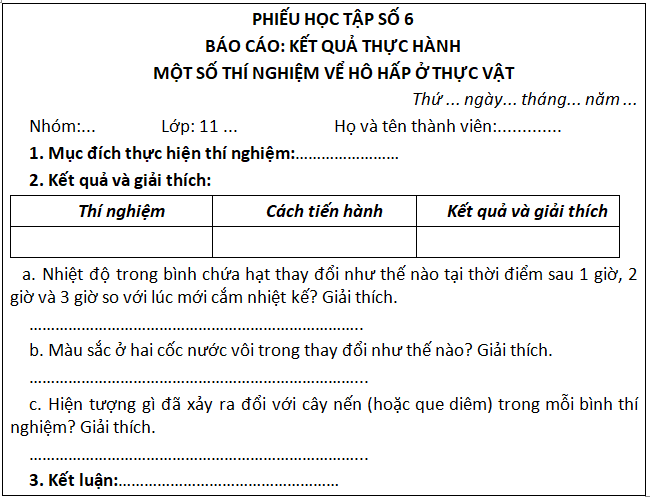 PHIẾU HỌC TẬP SỐ 6
BÁO CÁO: KẾT QUẢ THỰC HÀNH
MỘT SỐ THÍ NGHIỆM VỀ HÔ HẤP Ở THỰC VẬT
Thứ ... ngày... tháng... năm ...
Nhóm:... Lớp: 11 ... Họ và tên thành viên:.............
1. Mục đích thực hiện thí nghiệm:……………………
2. Kết quả và giải thích:
Thí nghiệm Cách tiến hành Kết quả và giải thích
a. Nhiệt độ trong bình chứa hạt thay đổi như thế nào tại thời điểm sau 1 giờ, 2
giờ và 3 giờ so với lúc mới cắm nhiệt kế? Giải thích.
………………………………………………………………..
b. Màu sắc ở hai cốc nước vôi trong thay đổi như thế nào? Giải thích.
………………………………………………………………...
c. Hiện tượng gì đã xảy ra đổi với cây nến (hoặc que diêm) trong mỗi bình thí
nghiệm? Giải thích.
………………………………………………………………...
3. Kết luận:…………………………………………